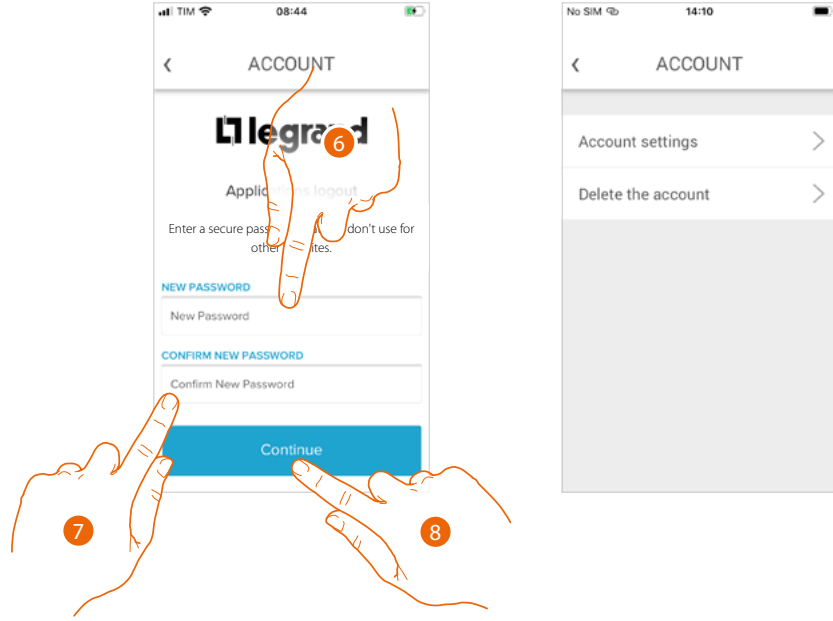 TIM 08:44
ACCOUNT
legrand
6
Applic ns logout
Enter a secure pass don't use for
other ites.
NEW PASSWORD
New Password
CONFIRM NEW PASSWORD
Confirm New Password
Continue
7
8
No SIM 14:10
ACCOUNT
Account settings
Delete the account